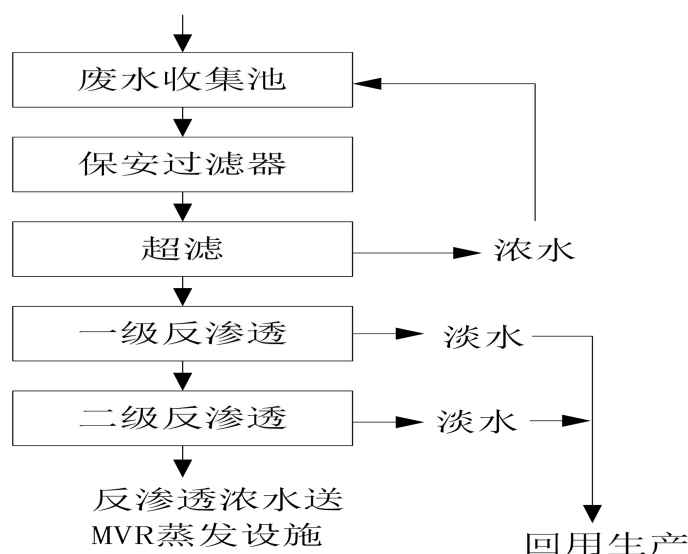 废水收集池
保安过滤器
超滤
浓水
一级反渗透
淡水
二级反渗透
淡水
反渗透浓水送
MVR蒸发设施
回用生产